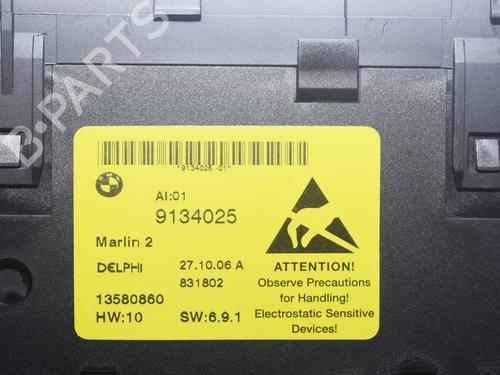 B-PARTS
*9134025-01*
AI:01
9134025
Marlin 2
DELPHI 27.10.06 A
831802
13580860
HW:10 SW:6.9.1
ATTENTION!
Observe Precautions
for Handling!
Electrostatic Sensitive
Devices!